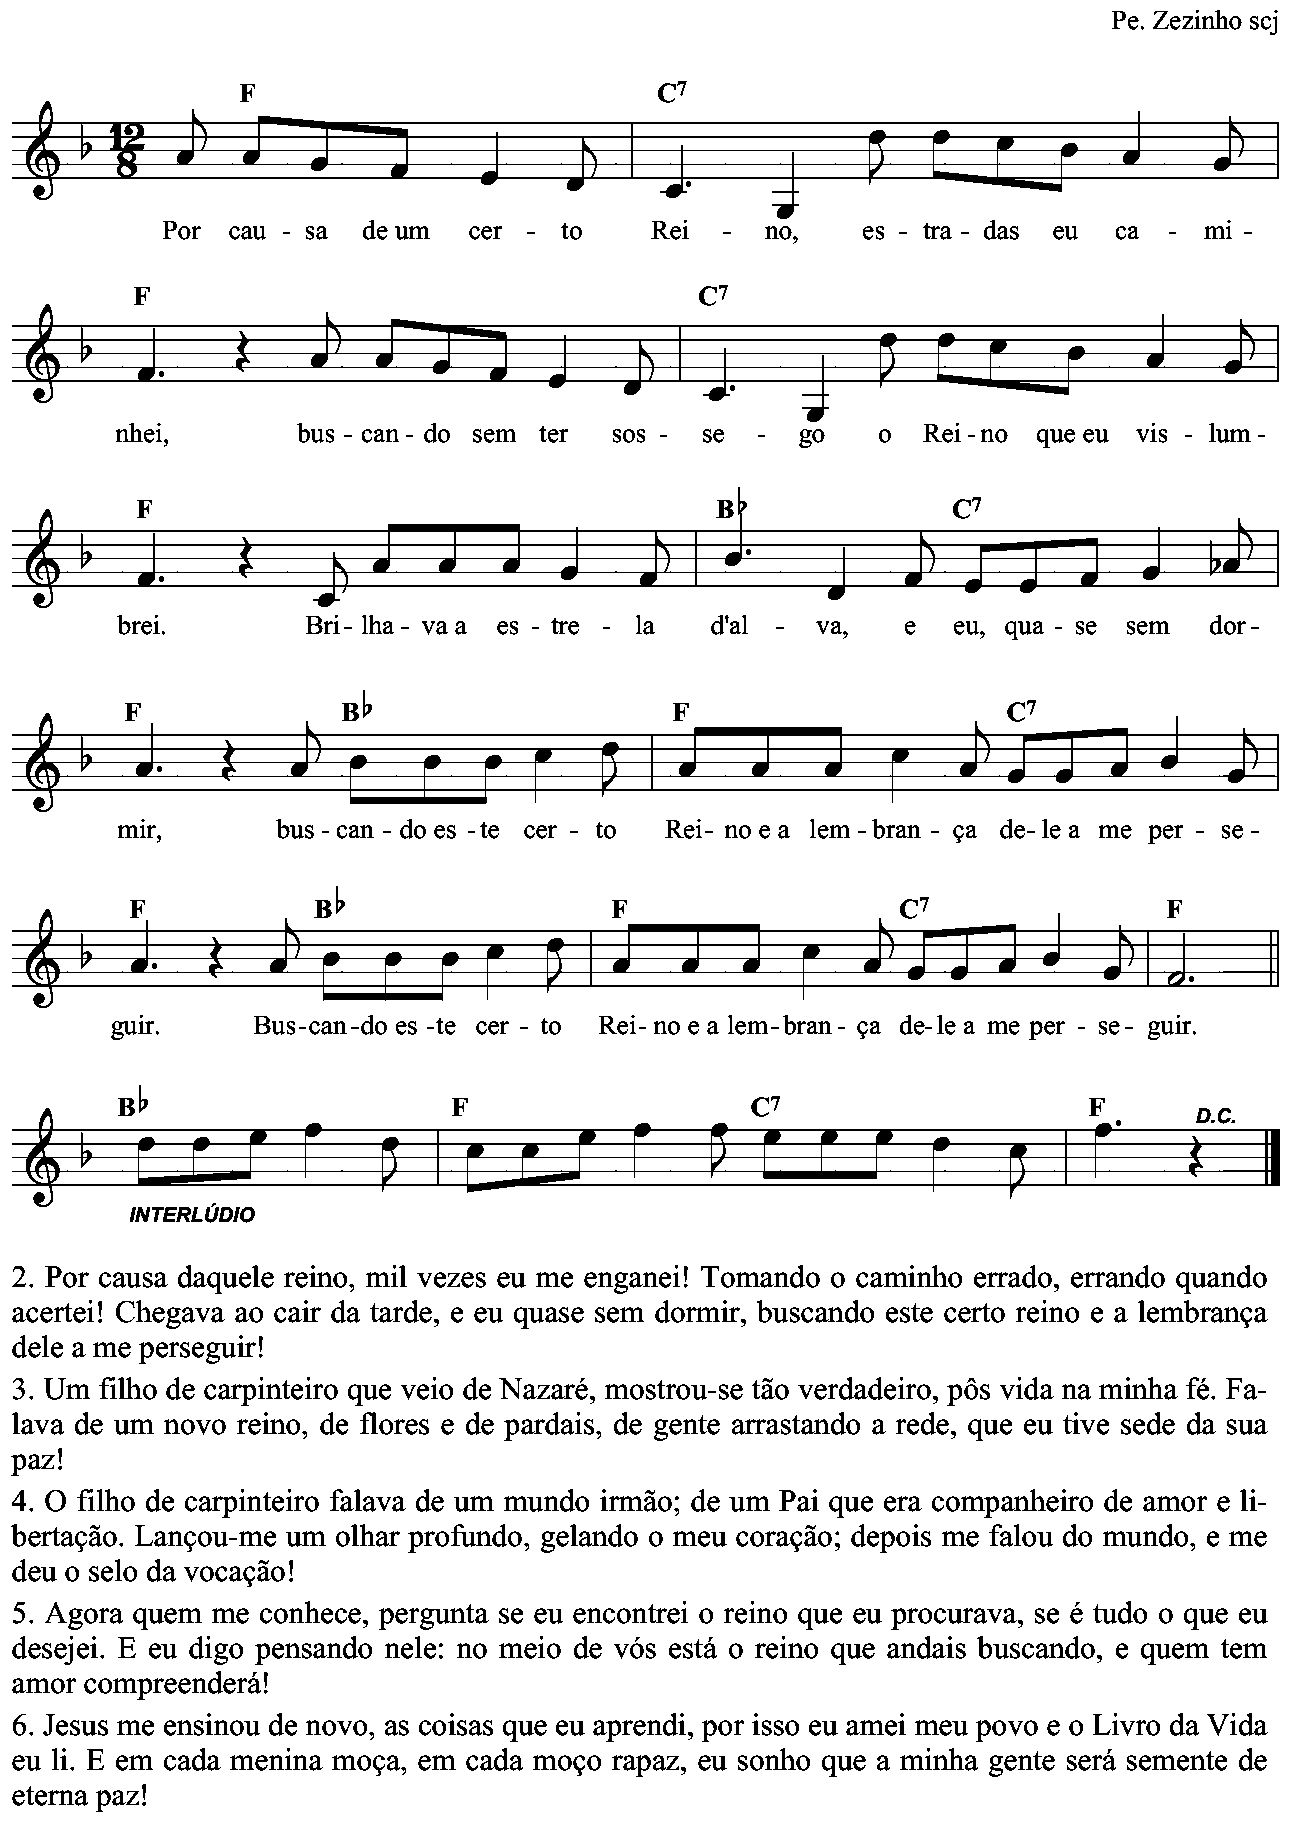 Pe. Zezinho scj
F C7
12
8
Por cau - sa de um cer - to Rei - no, es - tra - das eu ca - mi -
F C7
nhei, bus - can - do sem ter sos - se - go o Rei - no que eu vis - lum -
F B♭ C7
brei. Bri - lha - va a es - tre - la d'al - va, e eu, qua - se sem dor -
F B♭ F C7
mir, bus - can - do es - te cer - to Rei - no e a lem - bran - ça de - le a me per - se -
F B♭ F C7 F
guir. Bus - can - do es - te cer - to Rei - no e a lem - bran - ça de - le a me per - se - guir.
B♭ F C7 F D.C.
INTERLÚDIO
2. Por causa daquele reino, mil vezes eu me enganei! Tomando o caminho errado, errando quando
acertei! Chegava ao cair da tarde, e eu quase sem dormir, buscando este certo reino e a lembrança
dele a me perseguir!
3. Um filho de carpinteiro que veio de Nazaré, mostrou-se tão verdadeiro, pôs vida na minha fé. Fa-
lava de um novo reino, de flores e de pardais, de gente arrastando a rede, que eu tive sede da sua
paz!
4. O filho de carpinteiro falava de um mundo irmão; de um Pai que era companheiro de amor e li-
bertação. Lançou-me um olhar profundo, gelando o meu coração; depois me falou do mundo, e me
deu o selo da vocação!
5. Agora quem me conhece, pergunta se eu encontrei o reino que eu procurava, se é tudo o que eu
desejei. E eu digo pensando nele: no meio de vós está o reino que andais buscando, e quem tem
amor compreenderá!
6. Jesus me ensinou de novo, as coisas que eu aprendi, por isso eu amei meu povo e o Livro da Vida
eu li. E em cada menina moça, em cada moço rapaz, eu sonho que a minha gente será semente de
eterna paz!